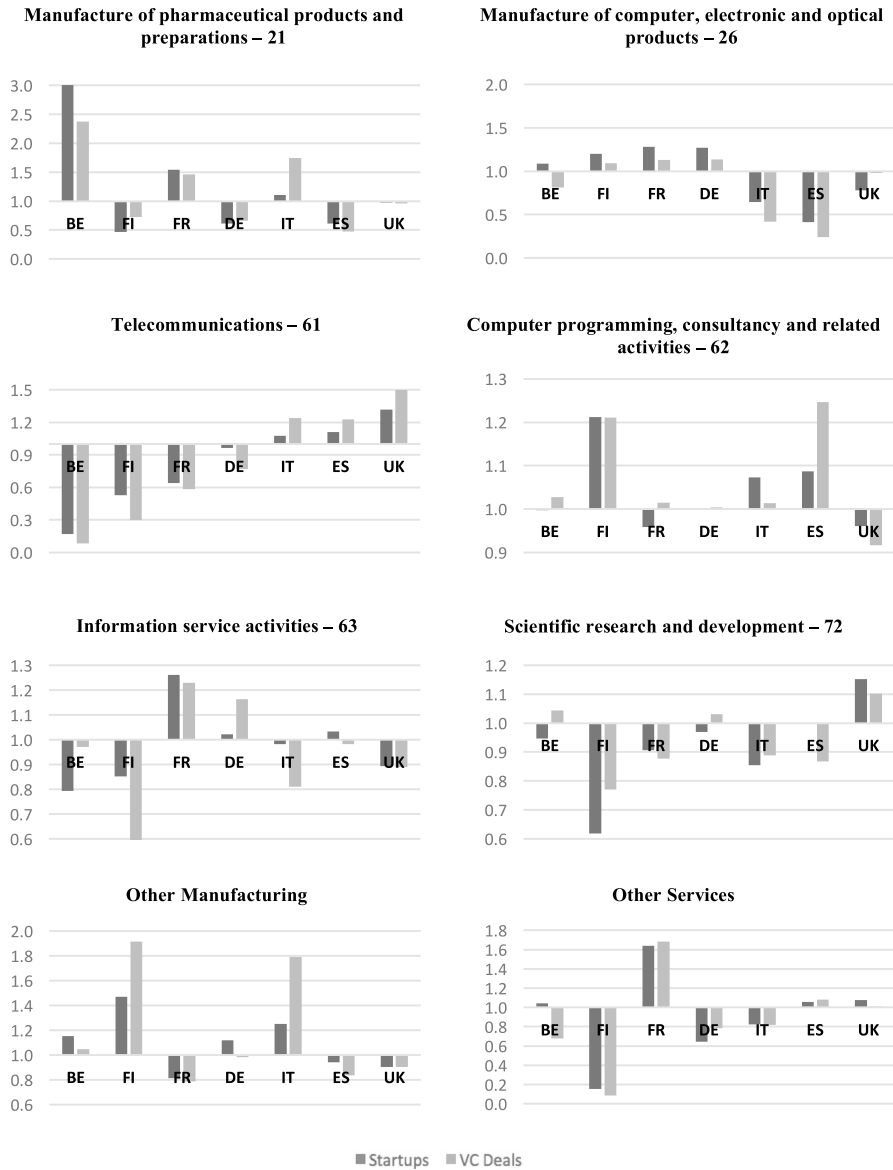 Manufacture of pharmaceutical products and
preparations – 21
3.0
2.5
2.0
1.5
1.0
0.5
0.0
BE FI FR DE IT ES UK
Manufacture of computer, electronic and optical
products – 26
2.0
1.5
1.0
0.5
0.0
BE FI FR DE IT ES UK
Telecommunications – 61
1.5
1.2
0.9
0.6
0.3
0.0
BE FI FR DE IT ES UK
Computer programming, consultancy and related
activities – 62
1.3
1.2
1.1
1.0
0.9
BE FI FR DE IT ES UK
Information service activities – 63
1.3
1.2
1.1
1.0
0.9
0.8
0.7
0.6
BE FI FR DE IT ES UK
Scientific research and development – 72
1.2
1.1
1.0
0.9
0.8
0.7
0.6
BE FI FR DE IT ES UK
Other Manufacturing
2.0
1.8
1.6
1.4
1.2
1.0
0.8
0.6
BE FI FR DE IT ES UK
Other Services
1.8
1.6
1.4
1.2
1.0
0.8
0.6
0.4
0.2
0.0
BE FI FR DE IT ES UK
Startups VC Deals